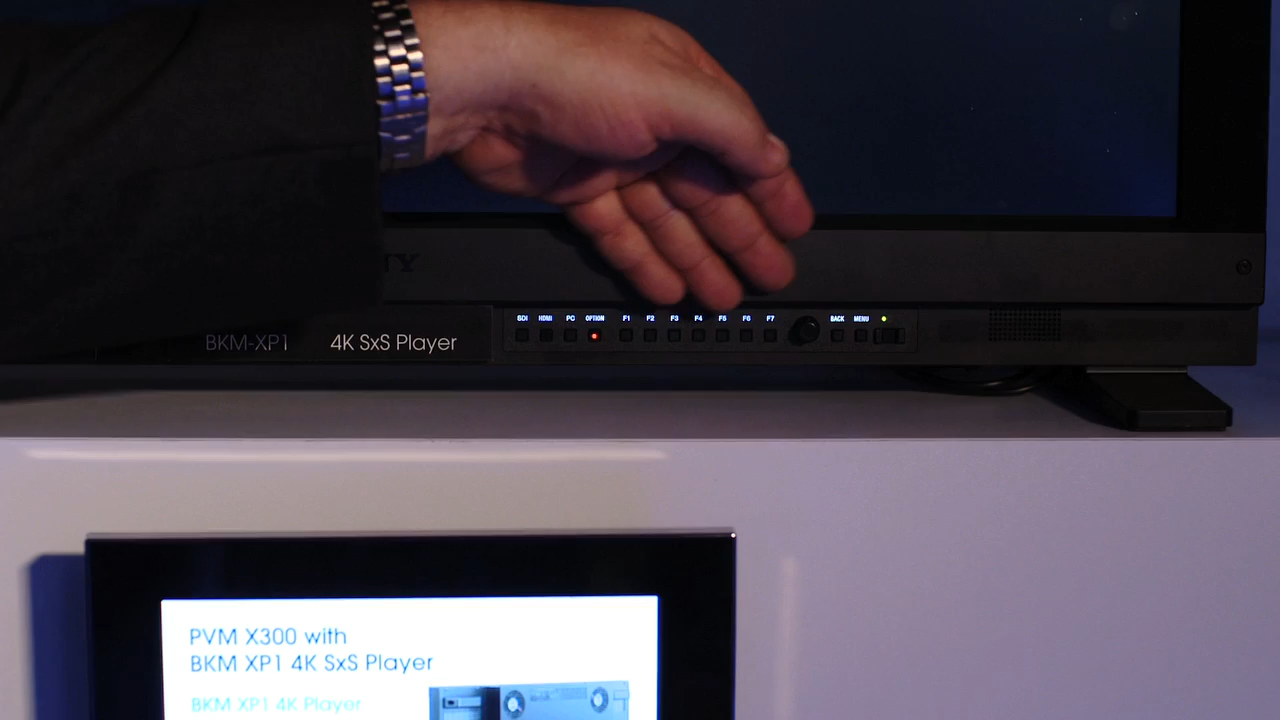 SDI HDMI PC OPTION F1 F2 F3 F4 F5 F6 F7 BACK MENU
BKM-XP1 4K SxS Player
PVM X300 with
BKM XP1 4K SxS Player
BKM XP1 4K Player